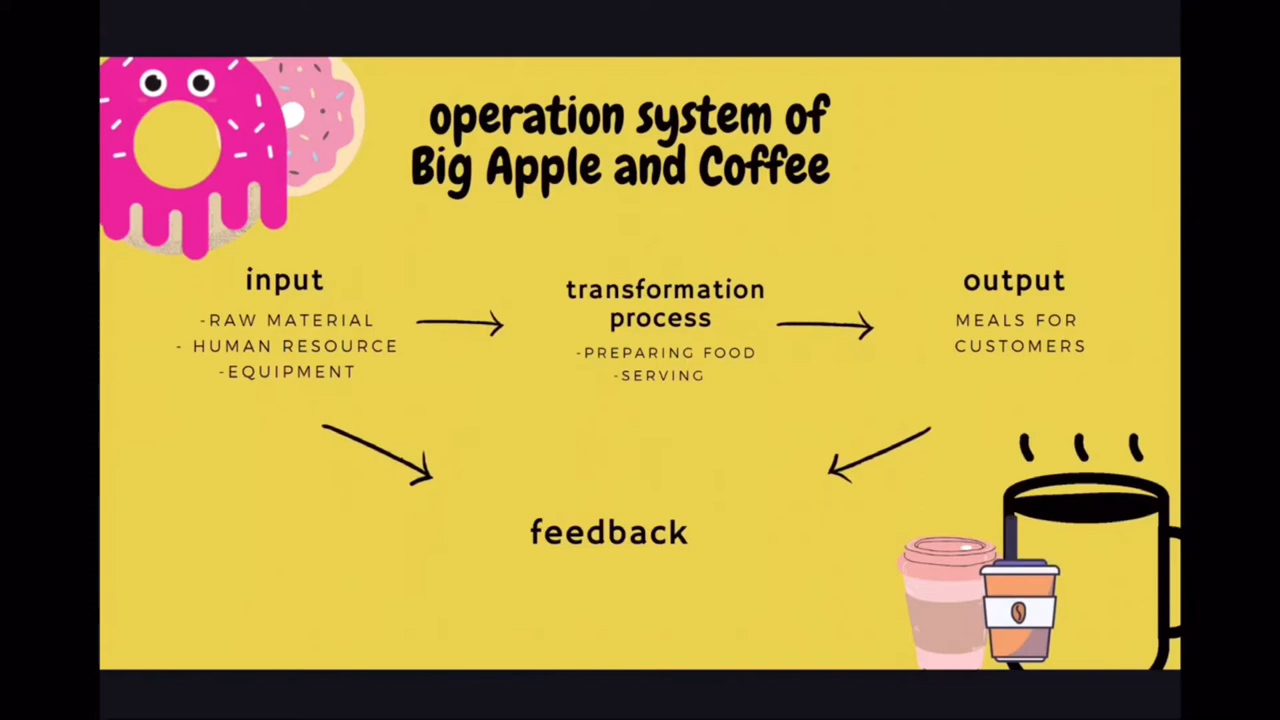 operation system of
Big Apple and Coffee
input
-RAW MATERIAL
- HUMAN RESOURCE
-EQUIPMENT
transformation
process
-PREPARING FOOD
-SERVING
output
MEALS FOR
CUSTOMERS
feedback